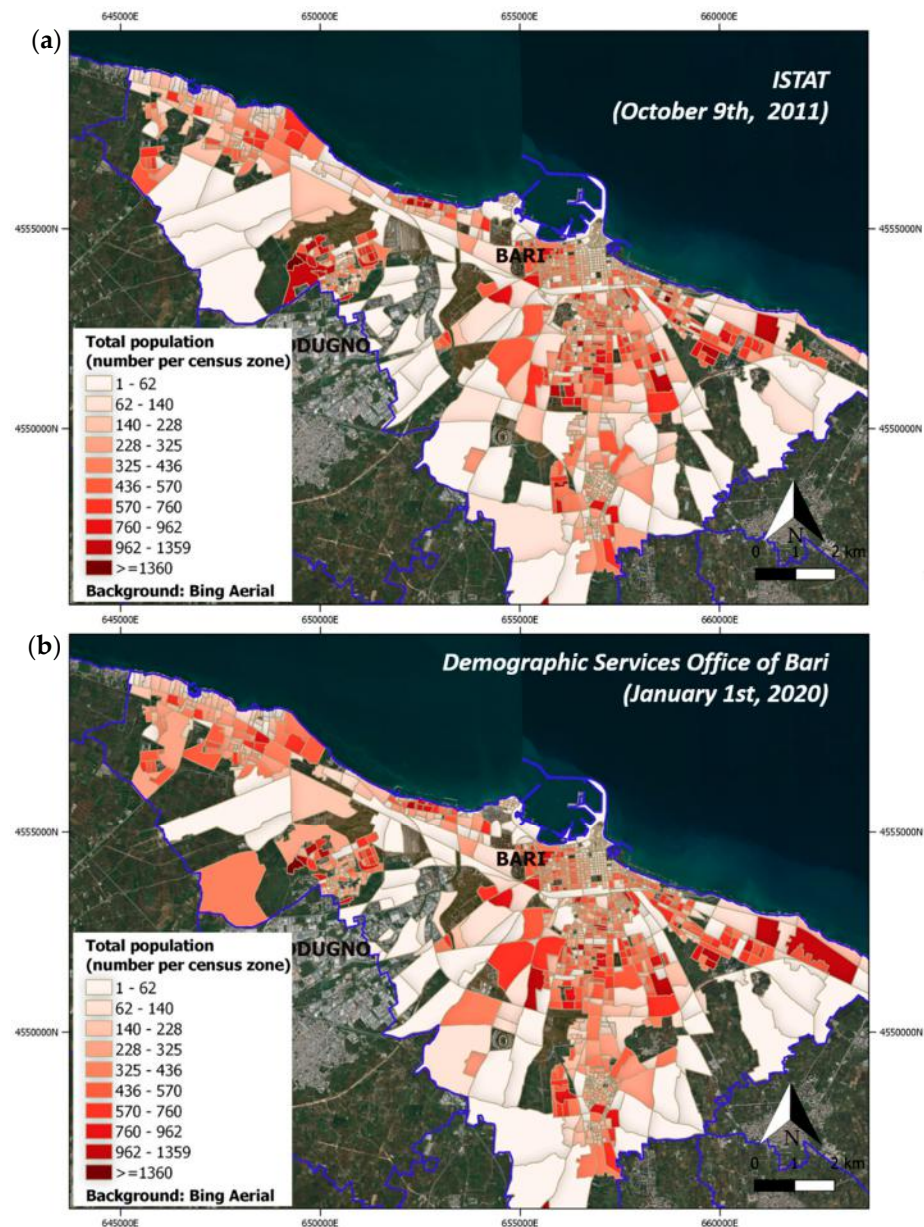 645000E 650000E 655000E 660000E
(a)
ISTAT
(October 9th, 2011)
4555000N 4555000N
BARI
Total population
(number per census zone)
ODUGNO
1 - 62
62 - 140
140 - 228
228 - 325
325 - 436
436 - 570
570 - 760
760 - 962
962 - 1359
>=1360
Background: Bing Aerial
4550000N 4550000N
N
0 1 2 km
645000E 650000E 655000E 660000E
(b)
Demographic Services Office of Bari
(January 1st, 2020)
4555000N 4555000N
BARI
Total population
(number per census zone)
ODUGNO
1 - 62
62 - 140
140 - 228
228 - 325
325 - 436
436 - 570
570 - 760
760 - 962
962 - 1359
>=1360
Background: Bing Aerial
4550000N 4550000N
N
0 1 2 km
645000E 650000E 655000E 660000E